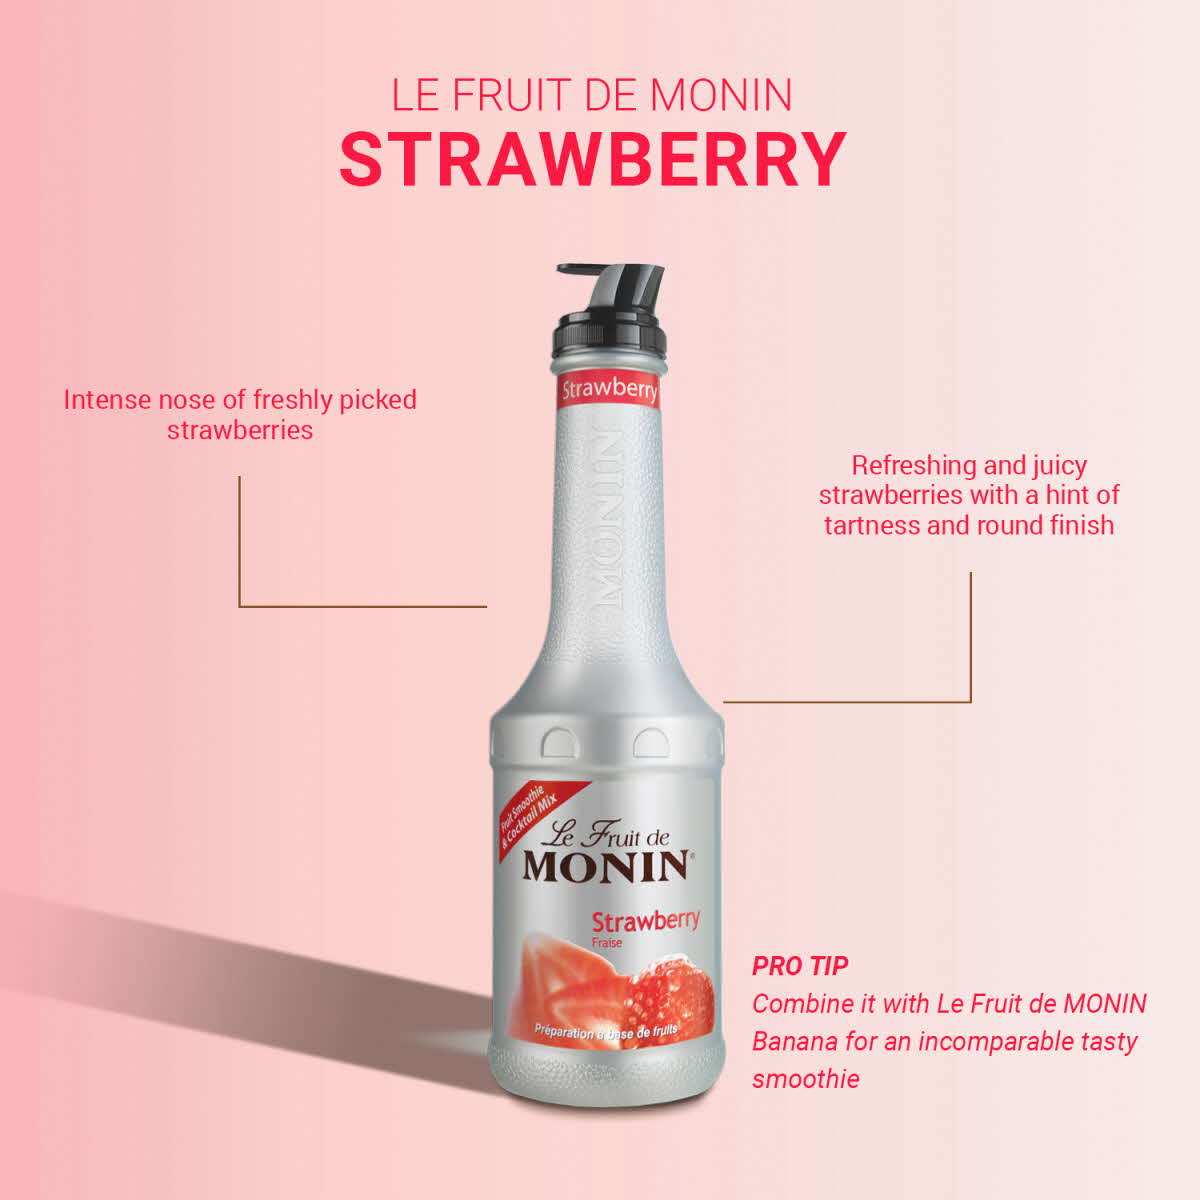 LE FRUIT DE MONIN
STRAWBERRY
Intense nose of freshly picked
strawberries
Refreshing and juicy
strawberries with a hint of
tartness and round finish
Strawberry
MONIN
Fruit Smoothie
& Cocktail Mix
Le Fruit de
MONIN®
Strawberry
Fraise
Préparation à base de fruits
PRO TIP
Combine it with Le Fruit de MONIN
Banana for an incomparable tasty
smoothie